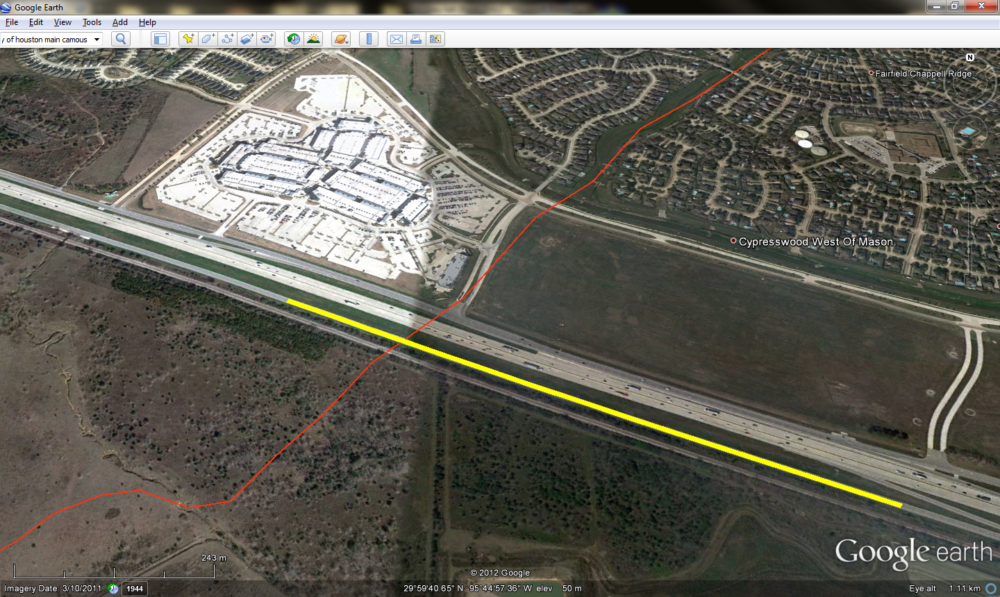 Google Earth
File Edit View Tools Add Help
y of houston main camous
N
Fairfield Chappell Ridge
Cypresswood West Of Mason
243 m
Google earth
© 2012 Google
Imagery Date: 3/10/2011 1944 29°59'40.65" N 95°44'57.36" W elev 50 m Eye alt 1.11 km